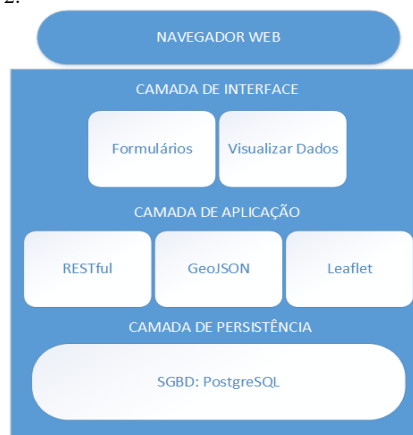 2.
NAVEGADOR WEB
CAMADA DE INTERFACE
Formulários
Visualizar Dados
CAMADA DE APLICAÇÃO
RESTful
GeoJSON
Leaflet
CAMADA DE PERSISTÊNCIA
SGBD: PostgreSQL